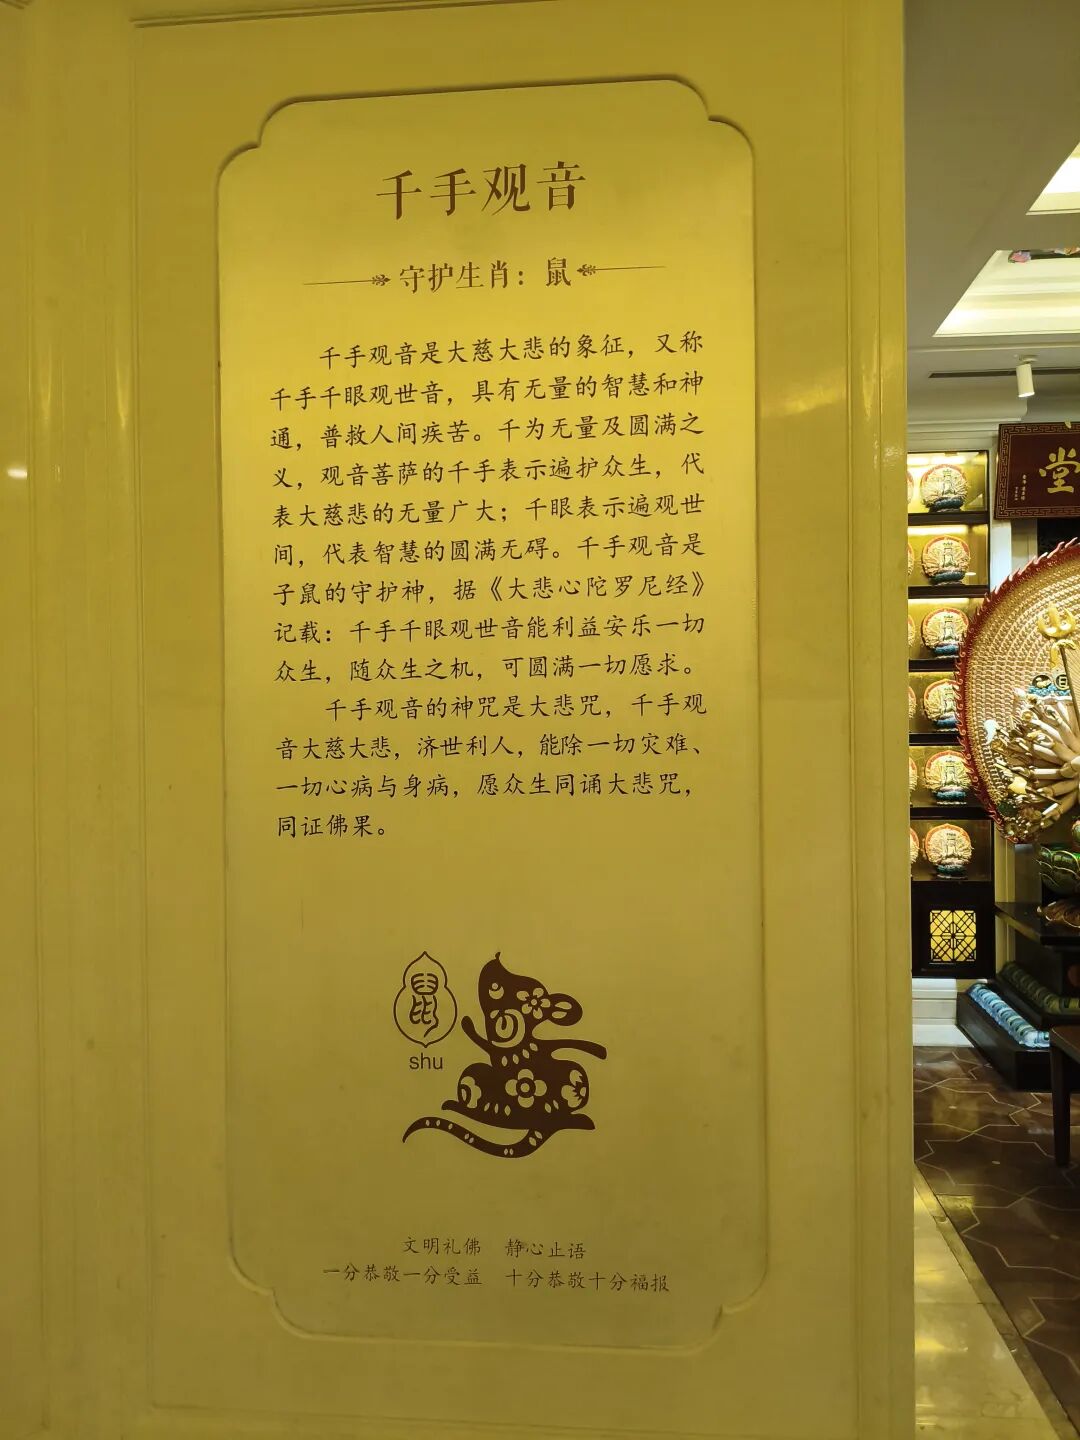 千手观音
守护生肖：鼠
千手观音是大慈大悲的象征，又称
千手千眼观世音，具有无量的智慧和神
通，普救人间疾苦。千为无量及圆满之
义，观音菩萨的千手表示遍护众生，代
表大慈悲的无量广大；千眼表示遍观世
间，代表智慧的圆满无碍。千手观音是
子鼠的守护神，据《大悲心陀罗尼经》
记载：千手千眼观世音能利益安乐一切
众生，随众生之机，可圆满一切愿求。
千手观音的神咒是大悲咒，千手观
音大慈大悲，济世利人，能除一切灾难、
一切心病与身病，愿众生同诵大悲咒，
同证佛果。
鼠
shu
文明礼佛 静心止语
一分恭敬一分受益 十分恭敬十分福报
堂